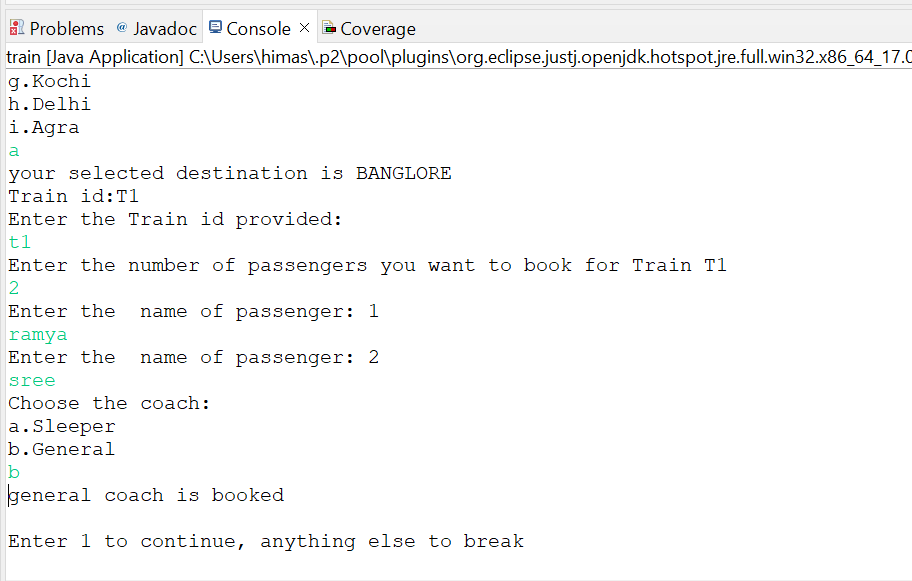 Problems @ Javadoc Console × Coverage
train [Java Application] C:\Users\himas\.p2\pool\plugins\org.eclipse.justj.openjdk.hotspot.jre.full.win32.x86_64_17.0
g.Kochi
h.Delhi
i.Agra
a
your selected destination is BANGLORE
Train id:T1
Enter the Train id provided:
t1
Enter the number of passengers you want to book for Train T1
2
Enter the  name of passenger: 1
ramya
Enter the  name of passenger: 2
sree
Choose the coach:
a.Sleeper
b.General
b
general coach is booked
Enter 1 to continue, anything else to break